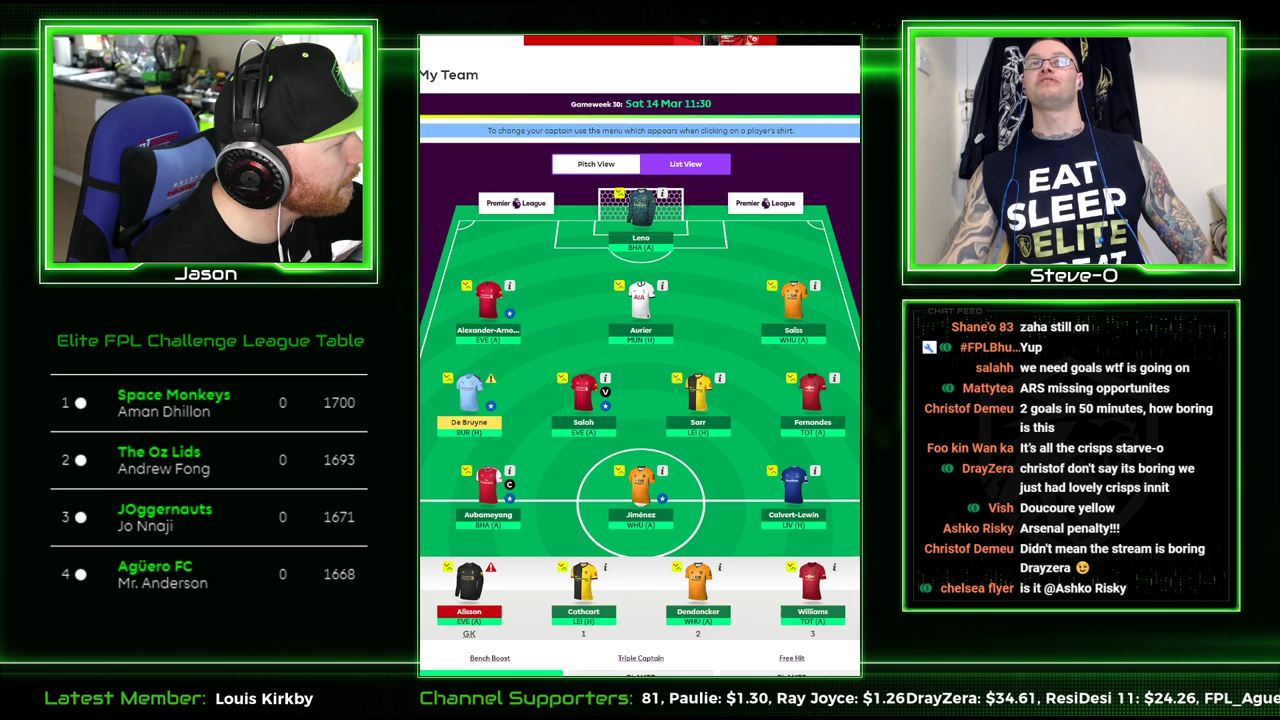 My Team
Gameweek 30: Sat 14 Mar 11:30
To change your captain use the menu which appears when clicking on a player's shirt.
Pitch View
List View
Premier League
Premier League
Leno
BHA (A)
Alexander-Arno...
EVE (A)
AIA
Aurier
MUN (H)
Saïss
WHU (A)
De Bruyne
BUR (H)
V
Salah
EVE (A)
Sarr
LEI (H)
Fernandes
TOT (A)
C
Aubameyang
BHA (A)
Jiménez
WHU (A)
Calvert-Lewin
LIV (H)
Alisson
EVE (A)
GK
Cathcart
LEI (H)
1
Dendoncker
WHU (A)
2
Williams
TOT (A)
3
Bench Boost
Triple Captain
Free Hit
Jason
Elite FPL Challenge League Table
1 Space Monkeys 0 1700
Aman Dhillon
2 The Oz Lids 0 1693
Andrew Fong
3 JOggernauts 0 1671
Jo Nnaji
4 Agüero FC 0 1668
Mr. Anderson
EAT
SLEEP
ELITE
Steve-O
CHAT FEED
Shane'o 83 zaha still on
#FPLBhu... Yup
salahh we need goals wtf is going on
Mattytea ARS missing opportunites
Christof Demeu 2 goals in 50 minutes, how boring
is this
Foo kin Wan ka It's all the crisps starve-o
DrayZera christof don't say its boring we
just had lovely crisps innit
Vish Doucoure yellow
Ashko Risky Arsenal penalty!!!
Christof Demeu Didn't mean the stream is boring
Drayzera 😉
chelsea flyer is it @Ashko Risky
Latest Member: Louis Kirkby
Channel Supporters: 81, Paulie: $1.30, Ray Joyce: $1.26DrayZera: $34.61, ResiDesi 11: $24.26, FPL_Ague